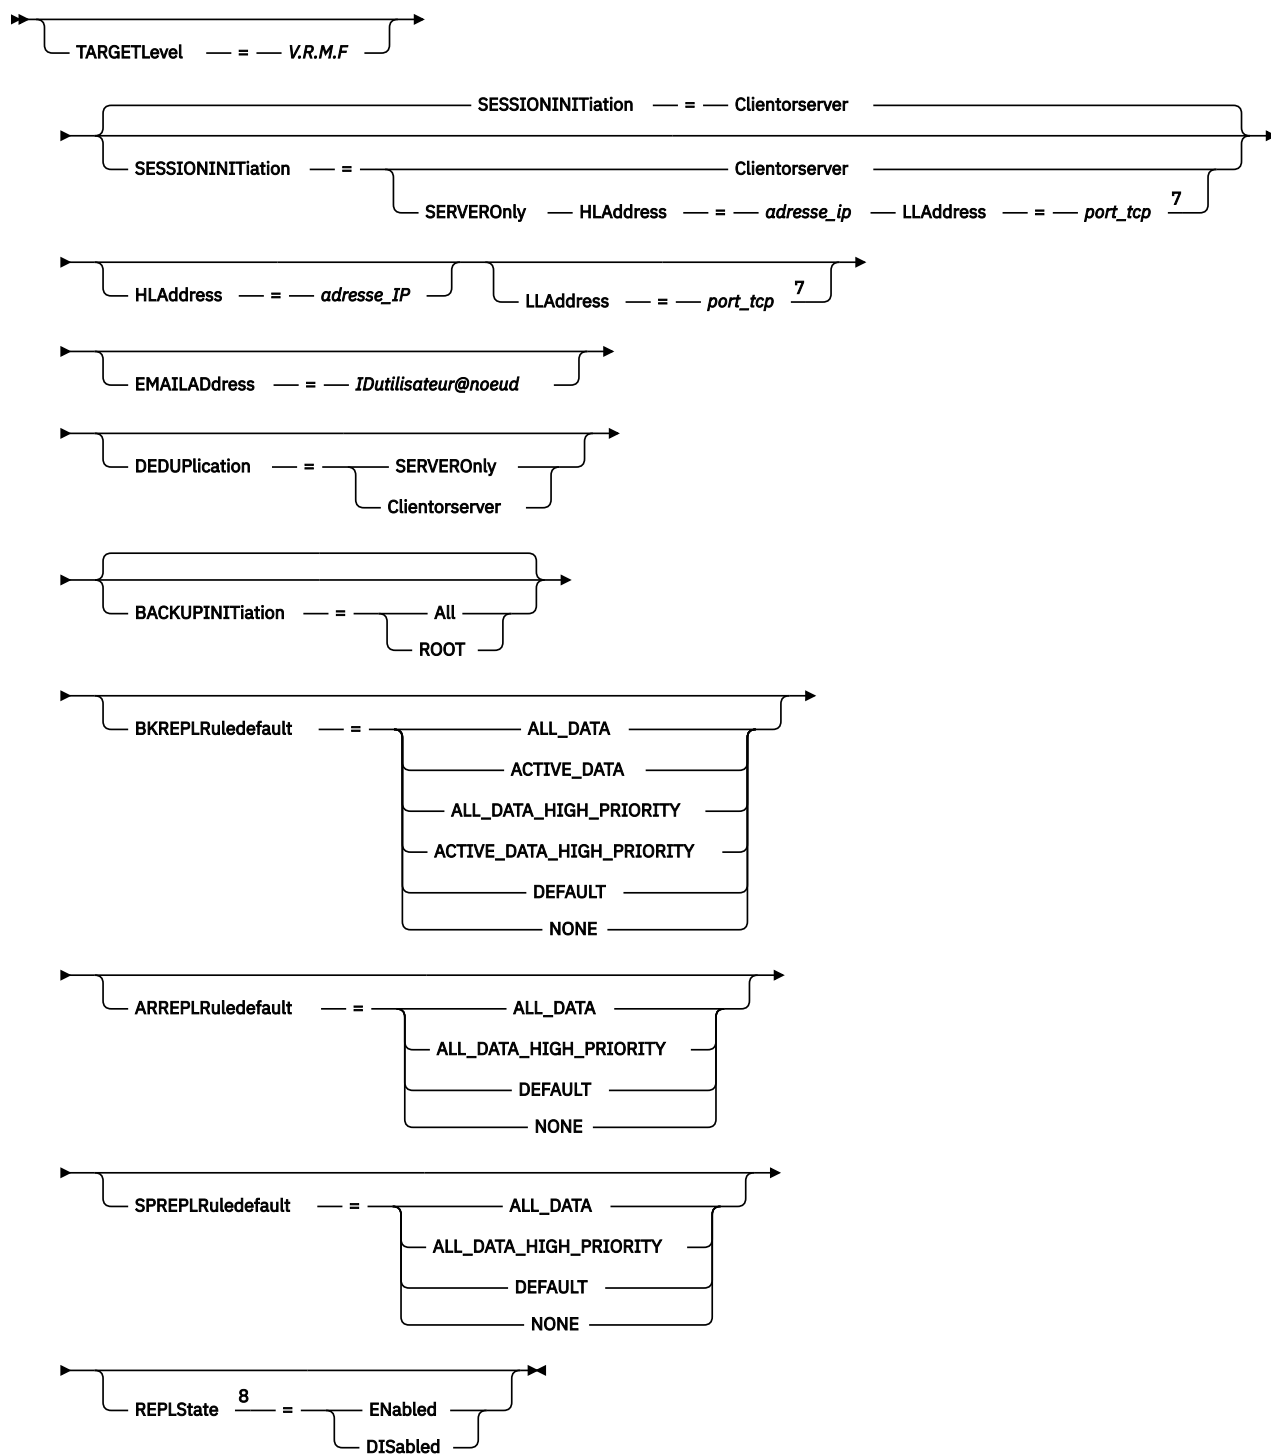 TARGETLevel = V.R.M.F
SESSIONINITiation = Clientorserver
SESSIONINITiation = Clientorserver
SERVEROnly HLAddress = adresse_ip LLAddress = port_tcp 7
HLAddress = adresse_IP LLAddress = port_tcp 7
EMAILADdress = IDutilisateur@noeud
DEDUPlication = SERVEROnly
Clientorserver
BACKUPINITiation = All
ROOT
BKREPLRuledefault = ALL_DATA
ACTIVE_DATA
ALL_DATA_HIGH_PRIORITY
ACTIVE_DATA_HIGH_PRIORITY
DEFAULT
NONE
ARREPLRuledefault = ALL_DATA
ALL_DATA_HIGH_PRIORITY
DEFAULT
NONE
SPREPLRuledefault = ALL_DATA
ALL_DATA_HIGH_PRIORITY
DEFAULT
NONE
REPLState 8 = ENabled
DISabled